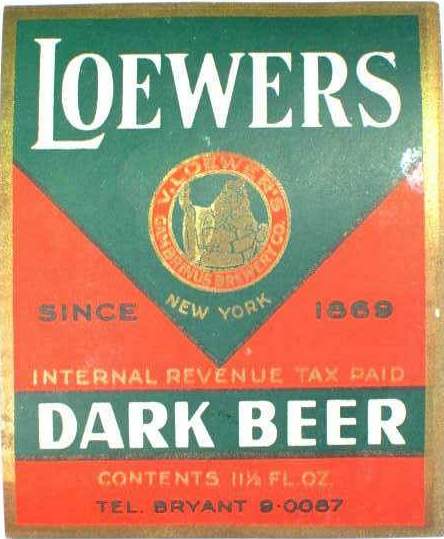 LOEWERS
V. LOEWER'S
GAMBRINUS BREWERY CO.
NEW YORK
SINCE 1869
INTERNAL REVENUE TAX PAID
DARK BEER
CONTENTS 11½ FL. OZ.
TEL. BRYANT 9-0087